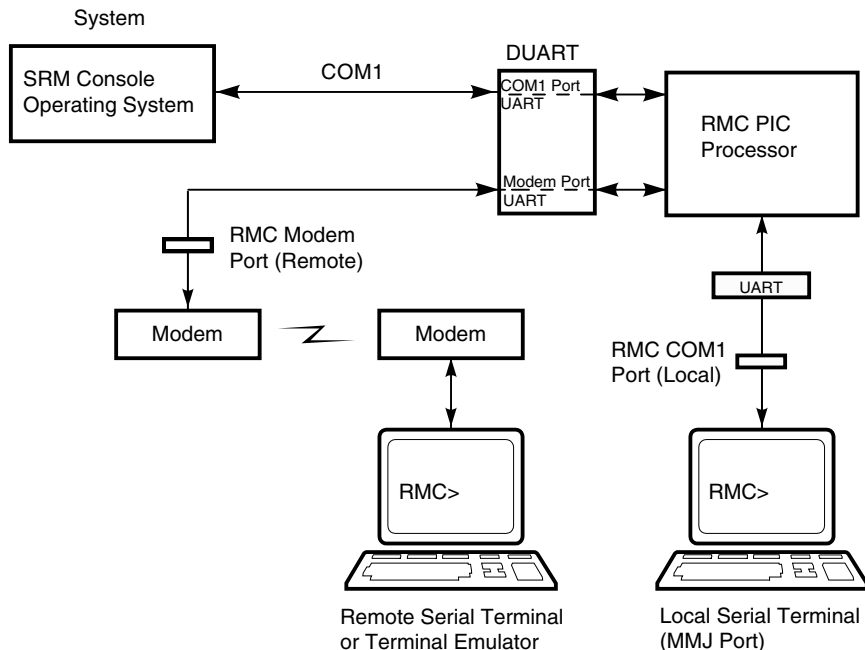 System
SRM Console
Operating System
COM1
DUART
COM1 Port
UART
Modem Port
UART
RMC PIC
Processor
RMC Modem
Port (Remote)
UART
Modem
Modem
RMC COM1
Port (Local)
RMC>
RMC>
Remote Serial Terminal
or Terminal Emulator
Local Serial Terminal
(MMJ Port)